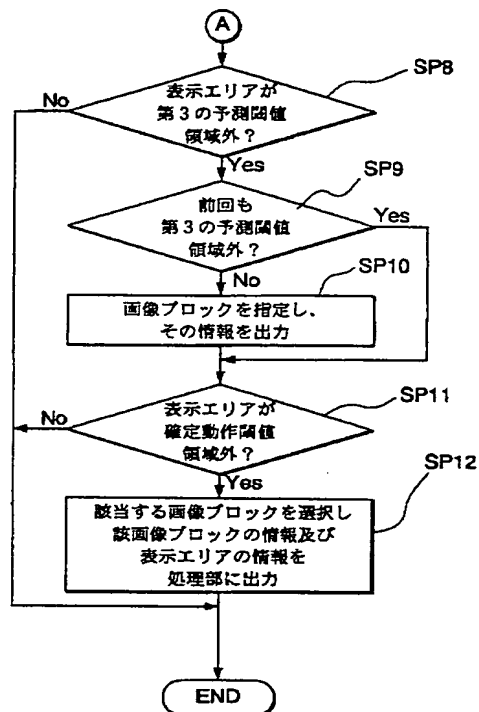 A
SP8
表示エリアが
No
第３の予測閾値
領域外？
Yes
SP9
前回も
Yes
第３の予測閾値
領域外？
SP10
No
画像ブロックを指定し、
その情報を出力
SP11
表示エリアが
No
確定動作閾値
領域外？
SP12
Yes
該当する画像ブロックを選択し
該画像ブロックの情報及び
表示エリアの情報を
処理部に出力
END